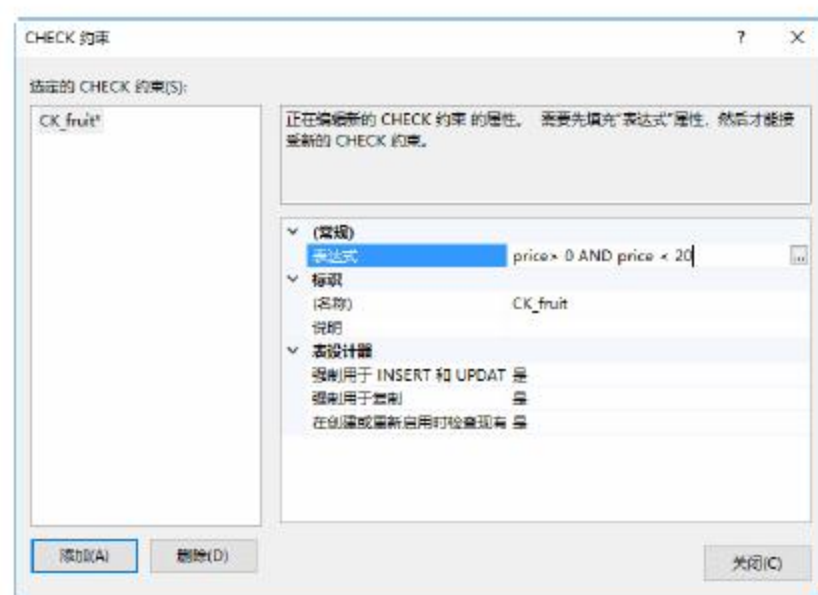 CHECK 约束
选定的 CHECK 约束(S):
CK_fruit*
正在编辑新的 CHECK 约束 的属性。 需要先填充"表达式"属性,然后才能接
受新的 CHECK 约束。
(常规)
表达式 price> 0 AND price < 20
标识
(名称) CK_fruit
说明
表设计器
强制用于 INSERT 和 UPDAT 是
强制用于复制 是
在创建或重新启用时检查现有 是
添加(A) 删除(D)
关闭(C)